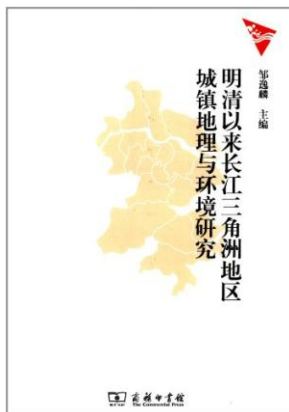 明清以来长江三角洲地区
城镇地理与环境研究
邹逸麟 主编
商务印书馆
The Commercial Press